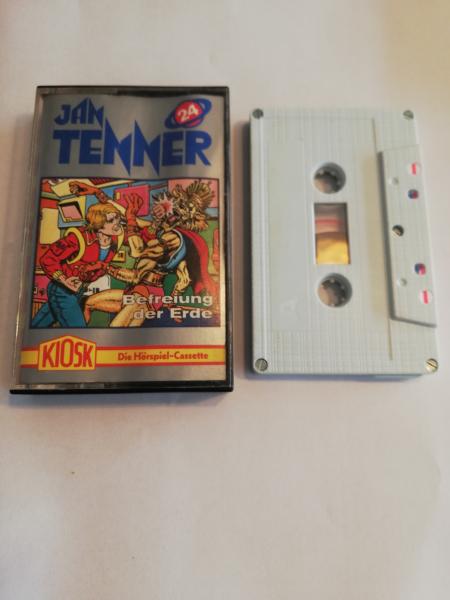 JAN
24
TENNER
Befreiung
der Erde
KIOSK
Die Hörspiel-Cassette